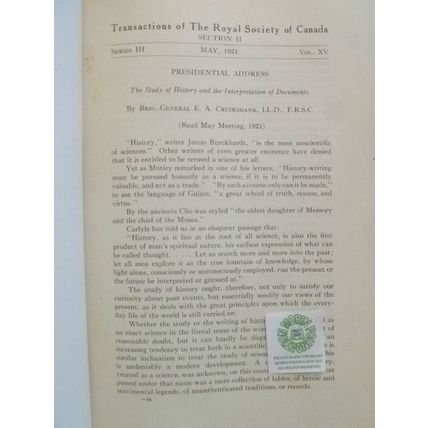 Transactions of The Royal Society of Canada
SECTION II
SERIES III MAY, 1921 VOL. XV
PRESIDENTIAL ADDRESS
The Study of History and the Interpretation of Documents
By BRIG.-GENERAL E. A. CRUIKSHANK, LL.D., F.R.S.C.
(Read May Meeting, 1921)
"History," writes Jacob Burckhardt, "is the most unscientific
of sciences." Other writers of even greater eminence have denied
that it is entitled to be termed a science at all.
Yet as Motley remarked in one of his letters, "History-writing
must be pursued honestly as a science, if it is to be permanently
valuable, and not as a trade." "By such a course only can it be made,"
to use the language of Guizot, "a great school of truth, reason, and
virtue."
By the ancients Clio was styled "the eldest daughter of Memory
and the chief of the Muses."
Carlyle has told us in an eloquent passage that:
"History, as it lies at the root of all science, is also the first
product of man's spiritual nature, his earliest expression of what can
be called thought. . . . Let us search more and more into the past;
let all men explore it as the true fountain of knowledge, by whose
light alone, consciously or unconsciously employed, can the present or
the future be interpreted or guessed at."
The study of history ought, therefore, not only to satisfy our
curiosity about past events, but essentially modify our views of the
present, as it deals with the great principles upon which the every-
day life of the world is still carried on.
Whether the study or the writing of as
an exact science in the literal sense of the of
reasonable doubt, but it can hardly be
increasing tendency to treat both in a scientific is
similar inclination to treat the study of
is undeniably a modern development. A
treated as a science, was unknown, on this that
passed under that name was a mere collection of fables, of heroic and
sentimental legends, of unauthenticated traditions, or records.
PHOTOGRAPH COPYRIGHT
MORIA FOUNDATION INC
ALL RIGHTS RESERVED